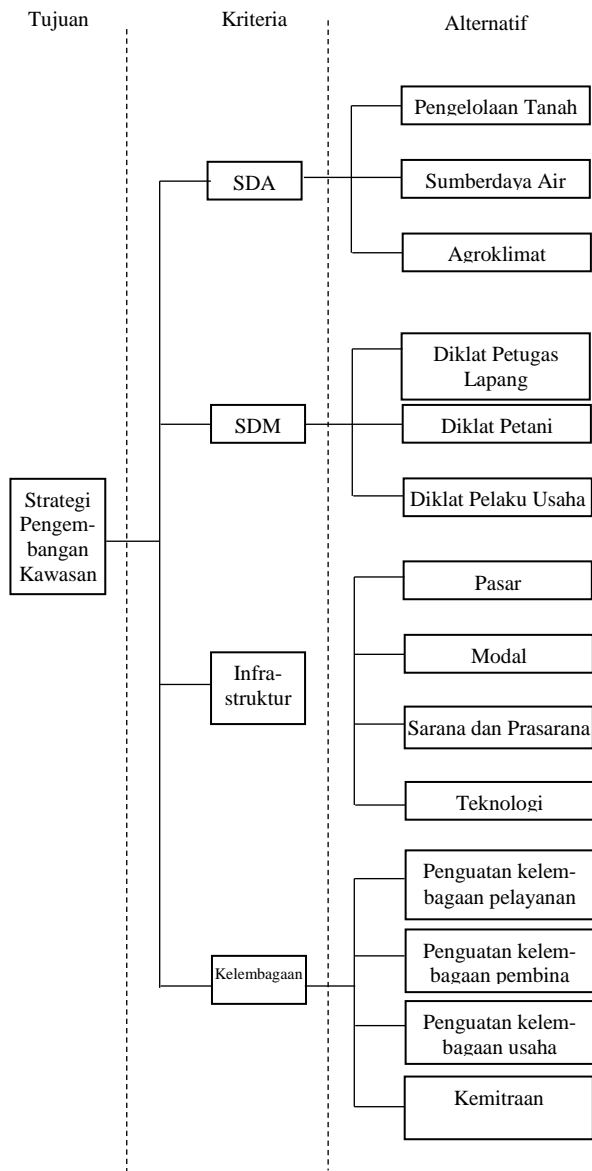 Tujuan
Kriteria
Alternatif
Pengelolaan Tanah
SDA
Sumberdaya Air
Agroklimat
Diklat Petugas
Lapang
SDM
Diklat Petani
Diklat Pelaku Usaha
Strategi
Pengem-
bangan
Kawasan
Pasar
Infra-
struktur
Modal
Sarana dan Prasarana
Teknologi
Penguatan kelem-
bagaan pelayanan
Kelembagaan
Penguatan kelem-
bagaan pembina
Penguatan kelem-
bagaan usaha
Kemitraan